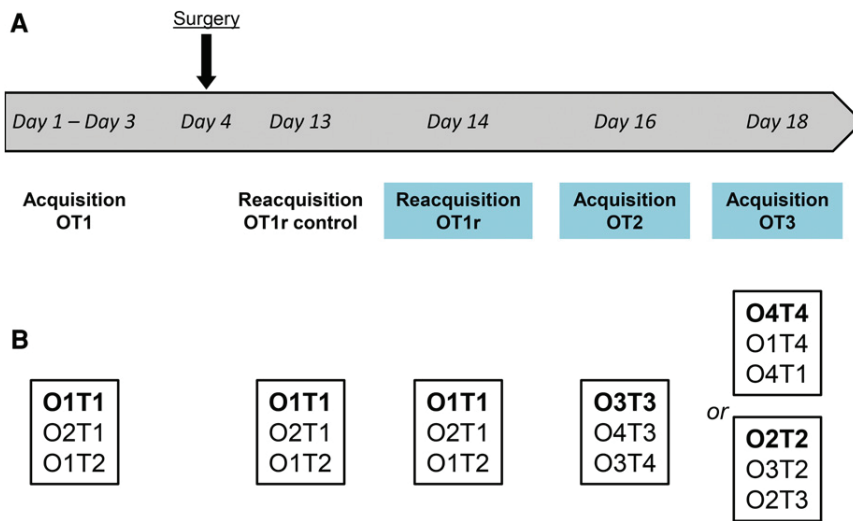 A
Surgery
Day 1 – Day 3 Day 4 Day 13 Day 14 Day 16 Day 18
Acquisition OT1
Reacquisition OT1r control
Reacquisition OT1r
Acquisition OT2
Acquisition OT3
B
O1T1
O2T1
O1T2
O1T1
O2T1
O1T2
O1T1
O2T1
O1T2
O3T3
O4T3
O3T4
O4T4
O1T4
O4T1
or
O2T2
O3T2
O2T3